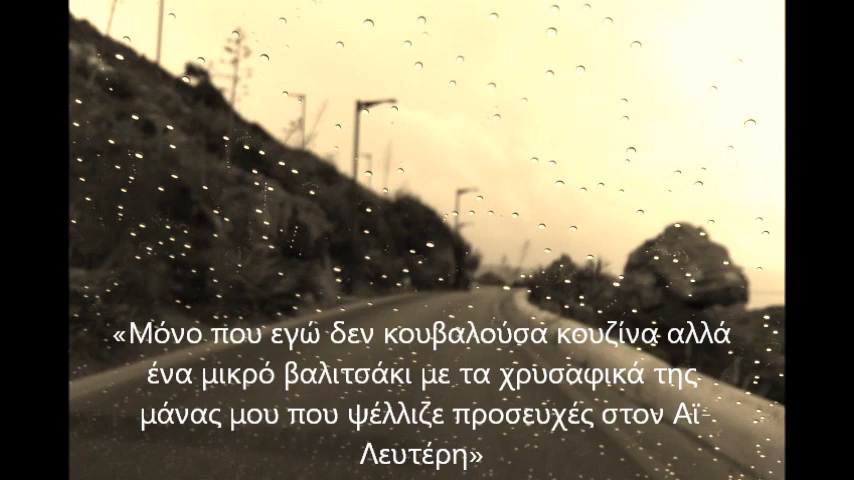 «Μόνο που εγώ δεν κουβαλούσα κουζίνα αλλά
ένα μικρό βαλιτσάκι με τα χρυσαφικά της
μάνας μου που ψέλλιζε προσευχές στον Αϊ-
Λευτέρη»